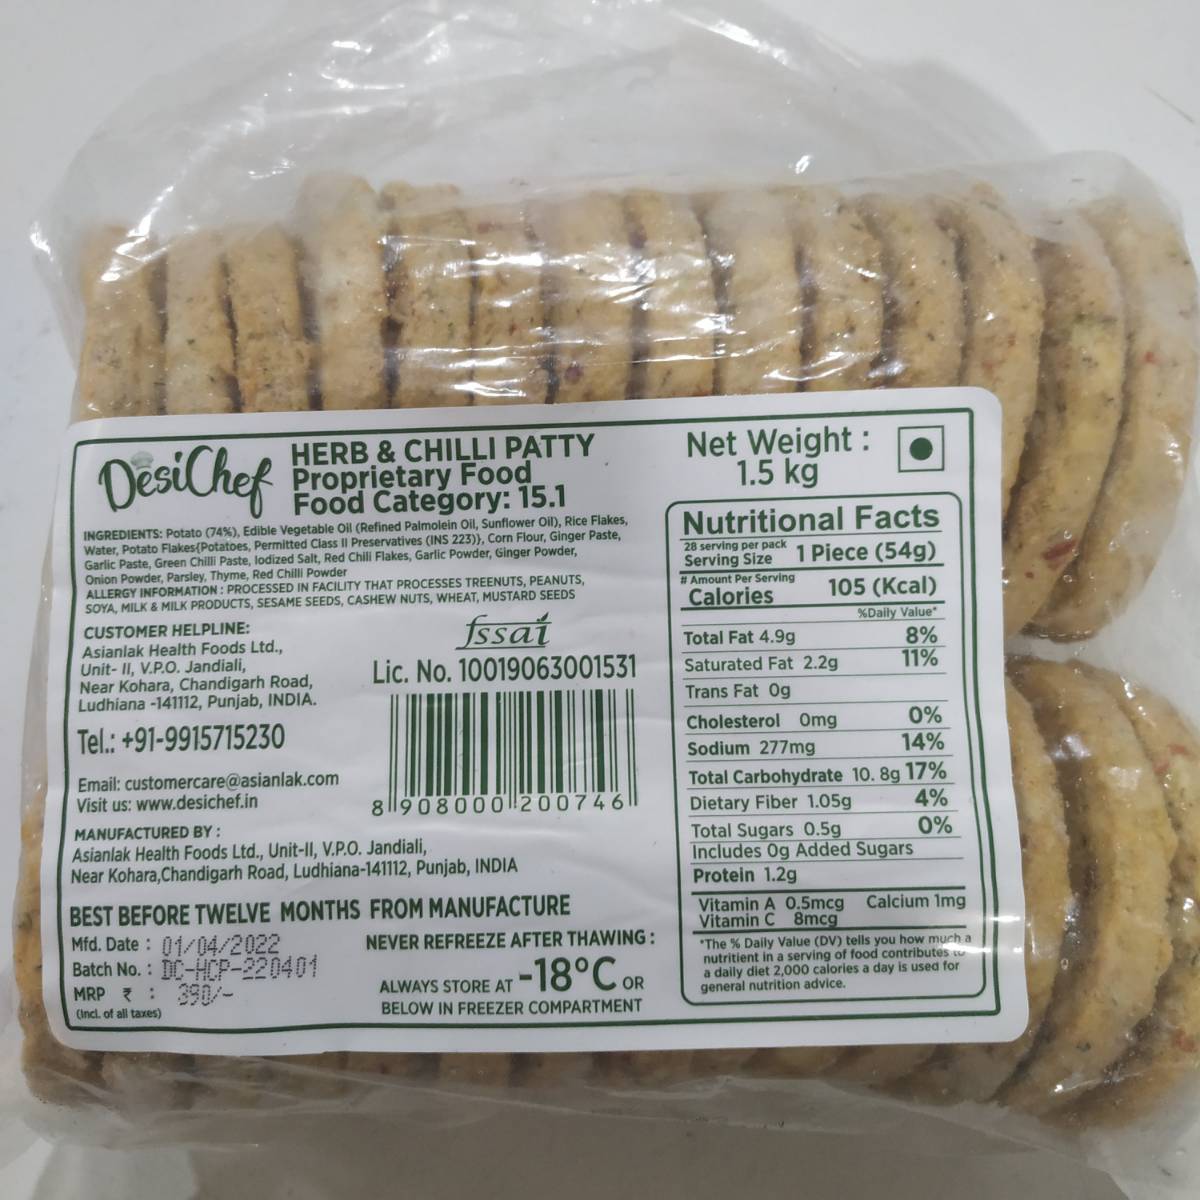 DesiChef
HERB & CHILLI PATTY
Proprietary Food
Food Category: 15.1
INGREDIENTS: Potato (74%), Edible Vegetable Oil (Refined Palmolein Oil, Sunflower Oil), Rice Flakes,
Water, Potato Flakes{Potatoes, Permitted Class II Preservatives (INS 223)}, Corn Flour, Ginger Paste,
Garlic Paste, Green Chilli Paste, Iodized Salt, Red Chili Flakes, Garlic Powder, Ginger Powder,
Onion Powder, Parsley, Thyme, Red Chilli Powder
ALLERGY INFORMATION : PROCESSED IN FACILITY THAT PROCESSES TREENUTS, PEANUTS,
SOYA, MILK & MILK PRODUCTS, SESAME SEEDS, CASHEW NUTS, WHEAT, MUSTARD SEEDS
CUSTOMER HELPLINE:
Asianlak Health Foods Ltd.,
Unit- II, V.P.O. Jandiali,
Near Kohara, Chandigarh Road,
Ludhiana -141112, Punjab, INDIA.
Tel.: +91-9915715230
Email: customercare@asianlak.com
Visit us: www.desichef.in
fssai
Lic. No. 10019063001531
8 908000 200746
MANUFACTURED BY :
Asianlak Health Foods Ltd., Unit-II, V.P.O. Jandiali,
Near Kohara,Chandigarh Road, Ludhiana-141112, Punjab, INDIA
BEST BEFORE TWELVE MONTHS FROM MANUFACTURE
Mfd. Date : 01/04/2022
Batch No. : DC-HCP-220401
MRP ₹ : 390/-
(Incl. of all taxes)
NEVER REFREEZE AFTER THAWING :
ALWAYS STORE AT -18°C OR
BELOW IN FREEZER COMPARTMENT
Net Weight :
1.5 kg
Nutritional Facts
28 serving per pack
Serving Size 1 Piece (54g)
# Amount Per Serving
Calories 105 (Kcal)
%Daily Value*
Total Fat 4.9g 8%
Saturated Fat 2.2g 11%
Trans Fat 0g
Cholesterol 0mg 0%
Sodium 277mg 14%
Total Carbohydrate 10. 8g 17%
Dietary Fiber 1.05g 4%
Total Sugars 0.5g 0%
Includes 0g Added Sugars
Protein 1.2g
Vitamin A 0.5mcg Calcium 1mg
Vitamin C 8mcg
*The % Daily Value (DV) tells you how much a
nutritient in a serving of food contributes to
a daily diet 2,000 calories a day is used for
general nutrition advice.